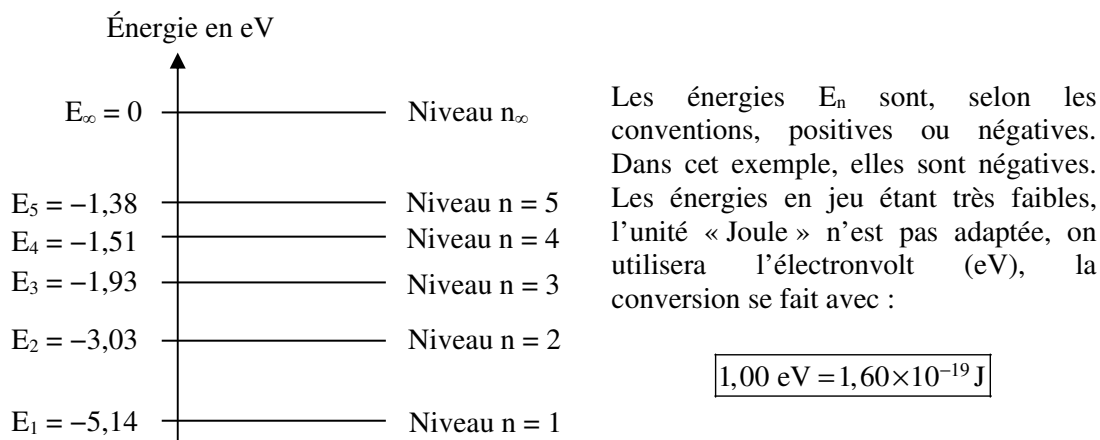 Énergie en eV
E∞ = 0
Niveau n∞
E₅ = −1,38
Niveau n = 5
E₄ = −1,51
Niveau n = 4
E₃ = −1,93
Niveau n = 3
E₂ = −3,03
Niveau n = 2
E₁ = −5,14
Niveau n = 1
Les énergies Eₙ sont, selon les
conventions, positives ou négatives.
Dans cet exemple, elles sont négatives.
Les énergies en jeu étant très faibles,
l'unité « Joule » n'est pas adaptée, on
utilisera l'électronvolt (eV), la
conversion se fait avec :
1,00 eV = 1,60×10⁻¹⁹ J